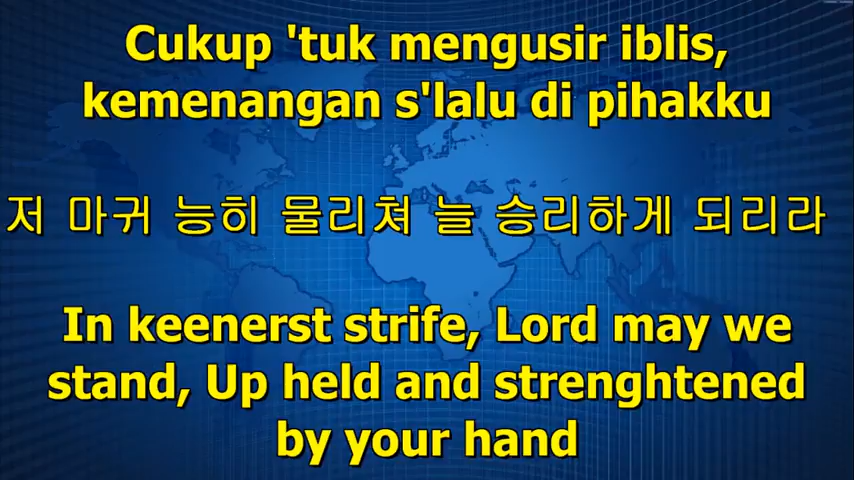 Cukup 'tuk mengusir iblis,
kemenangan s'lalu di pihakku
저 마귀 능히 물리쳐 늘 승리하게 되리라
In keenerst strife, Lord may we
stand, Up held and strenghtened
by your hand